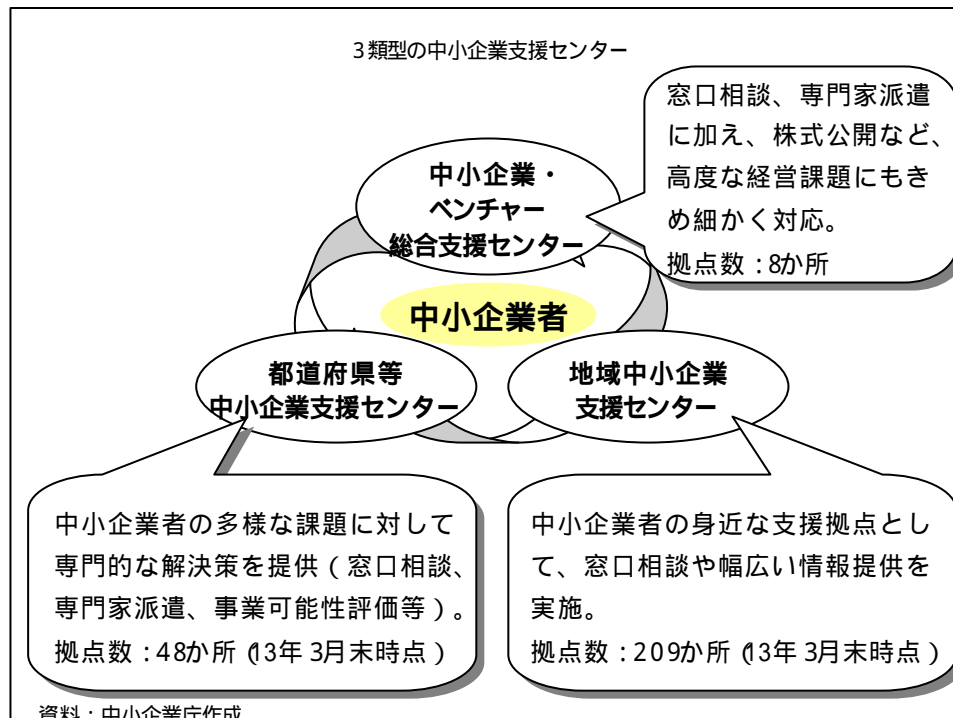 3類型の中小企業支援センター
窓口相談、専門家派遣
に加え、株式公開など、
高度な経営課題にもき
め細かく対応。
拠点数：8か所
中小企業・
ベンチャー
総合支援センター
中小企業者
都道府県等
中小企業支援センター
地域中小企業
支援センター
中小企業者の多様な課題に対して
専門的な解決策を提供（窓口相談、
専門家派遣、事業可能性評価等）。
拠点数：48か所（13年3月末時点）
中小企業者の身近な支援拠点とし
て、窓口相談や幅広い情報提供を
実施。
拠点数：209か所（13年3月末時点）
資料：中小企業庁作成